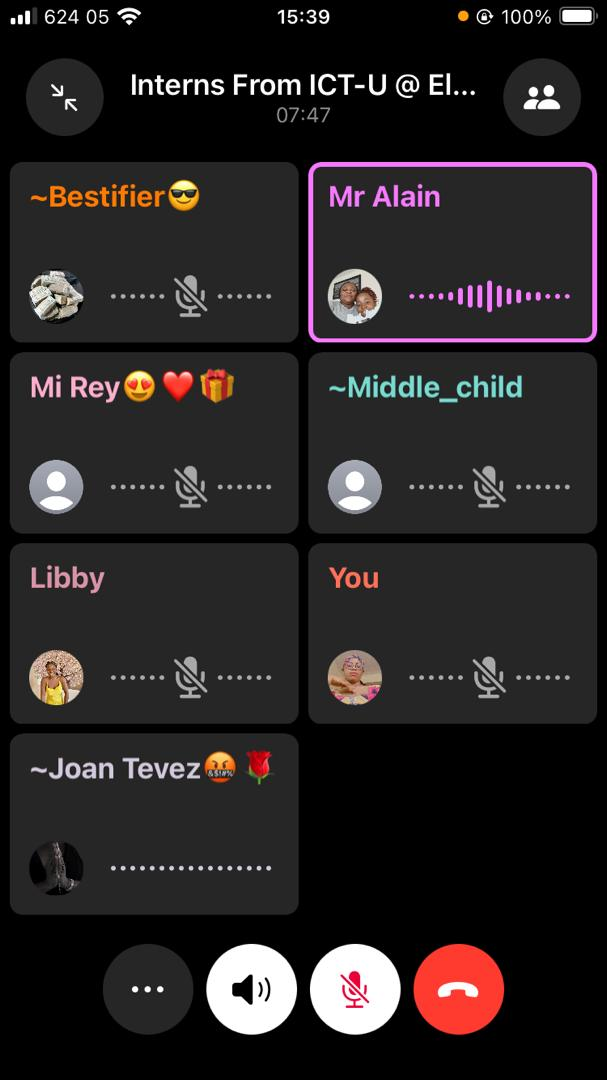 624 05
15:39
100%
Interns From ICT-U @ El...
07:47
~Bestifier😎
Mr Alain
Mi Rey😍❤️🎁
~Middle_child
Libby
You
~Joan Tevez🤬🌹